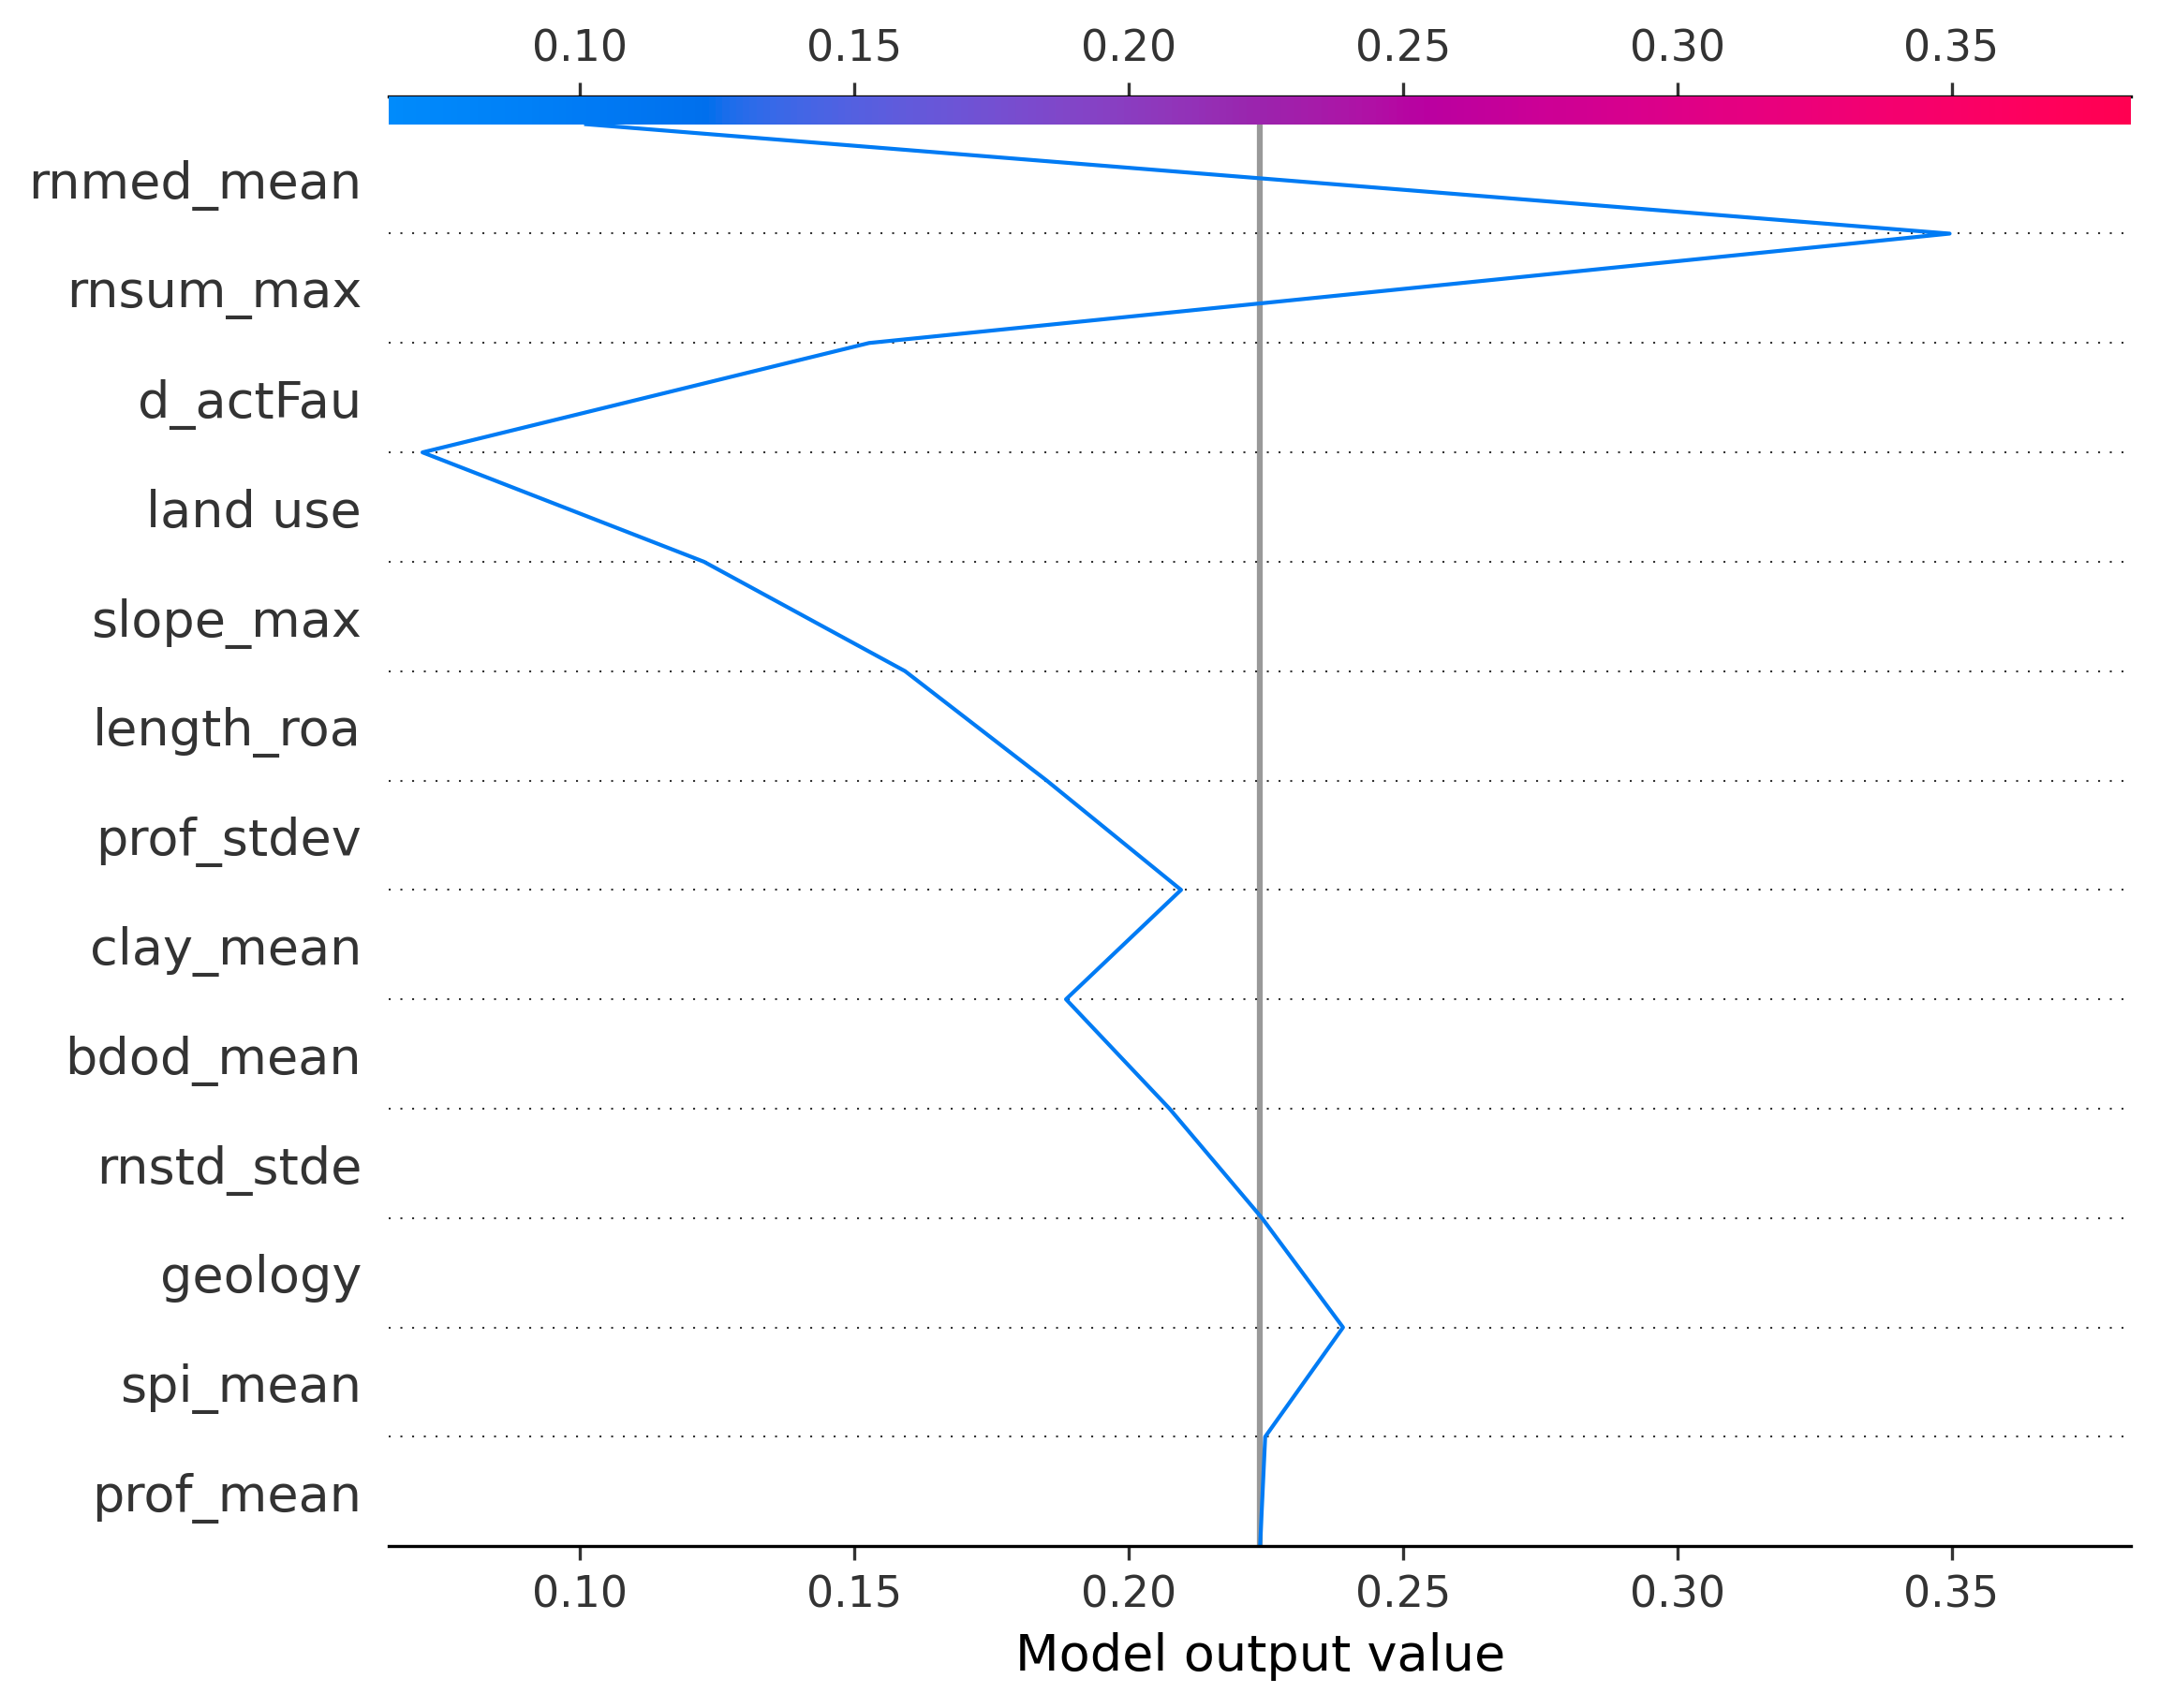 0.10 0.15 0.20 0.25 0.30 0.35
rnmed_mean
rnsum_max
d_actFau
land use
slope_max
length_roa
prof_stdev
clay_mean
bdod_mean
rnstd_stde
geology
spi_mean
prof_mean
0.10 0.15 0.20 0.25 0.30 0.35
Model output value